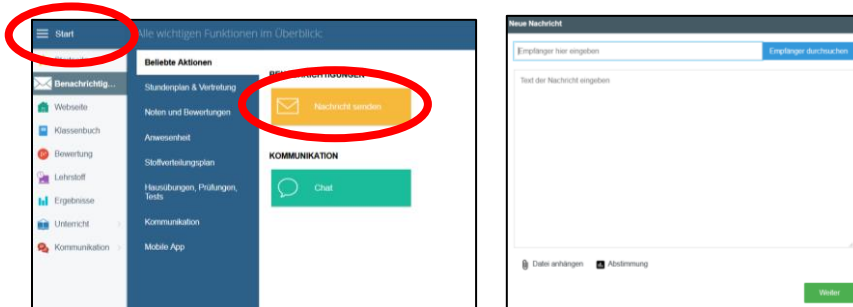 Start
Alle wichtigen Funktionen im Überblick:
Benachrichtig...
Webseite
Klassenbuch
Bewertung
Lehrstoff
Ergebnisse
Unterricht
Kommunikation
Beliebte Aktionen
Stundenplan & Vertretung
Noten und Bewertungen
Anwesenheit
Stoffverteilungsplan
Hausübungen, Prüfungen,
Tests
Kommunikation
Mobile App
BENACHRICHTIGUNGEN
Nachricht senden
KOMMUNIKATION
Chat
Neue Nachricht
Empfänger hier eingeben
Empfänger durchsuchen
Text der Nachricht eingeben
Datei anhängen
Abstimmung
Weiter